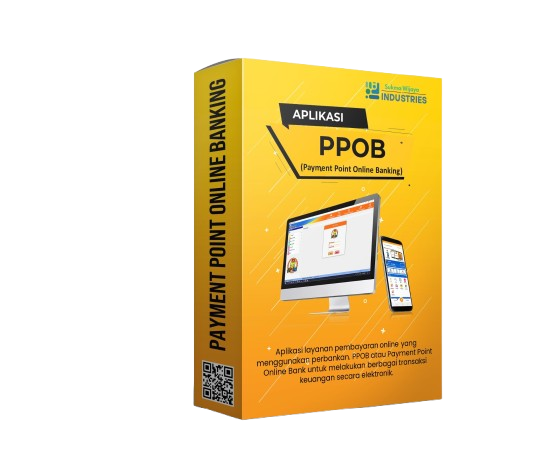 PAYMENT POINT ONLINE BANKING
Sukma Wijaya
INDUSTRIES
APLIKASI
PPOB
(Payment Point Online Banking)
Aplikasi layanan pembayaran online yang
menggunakan perbankan. PPOB atau Payment Point
Online Bank untuk melakukan berbagai transaksi
keuangan secara elektronik.